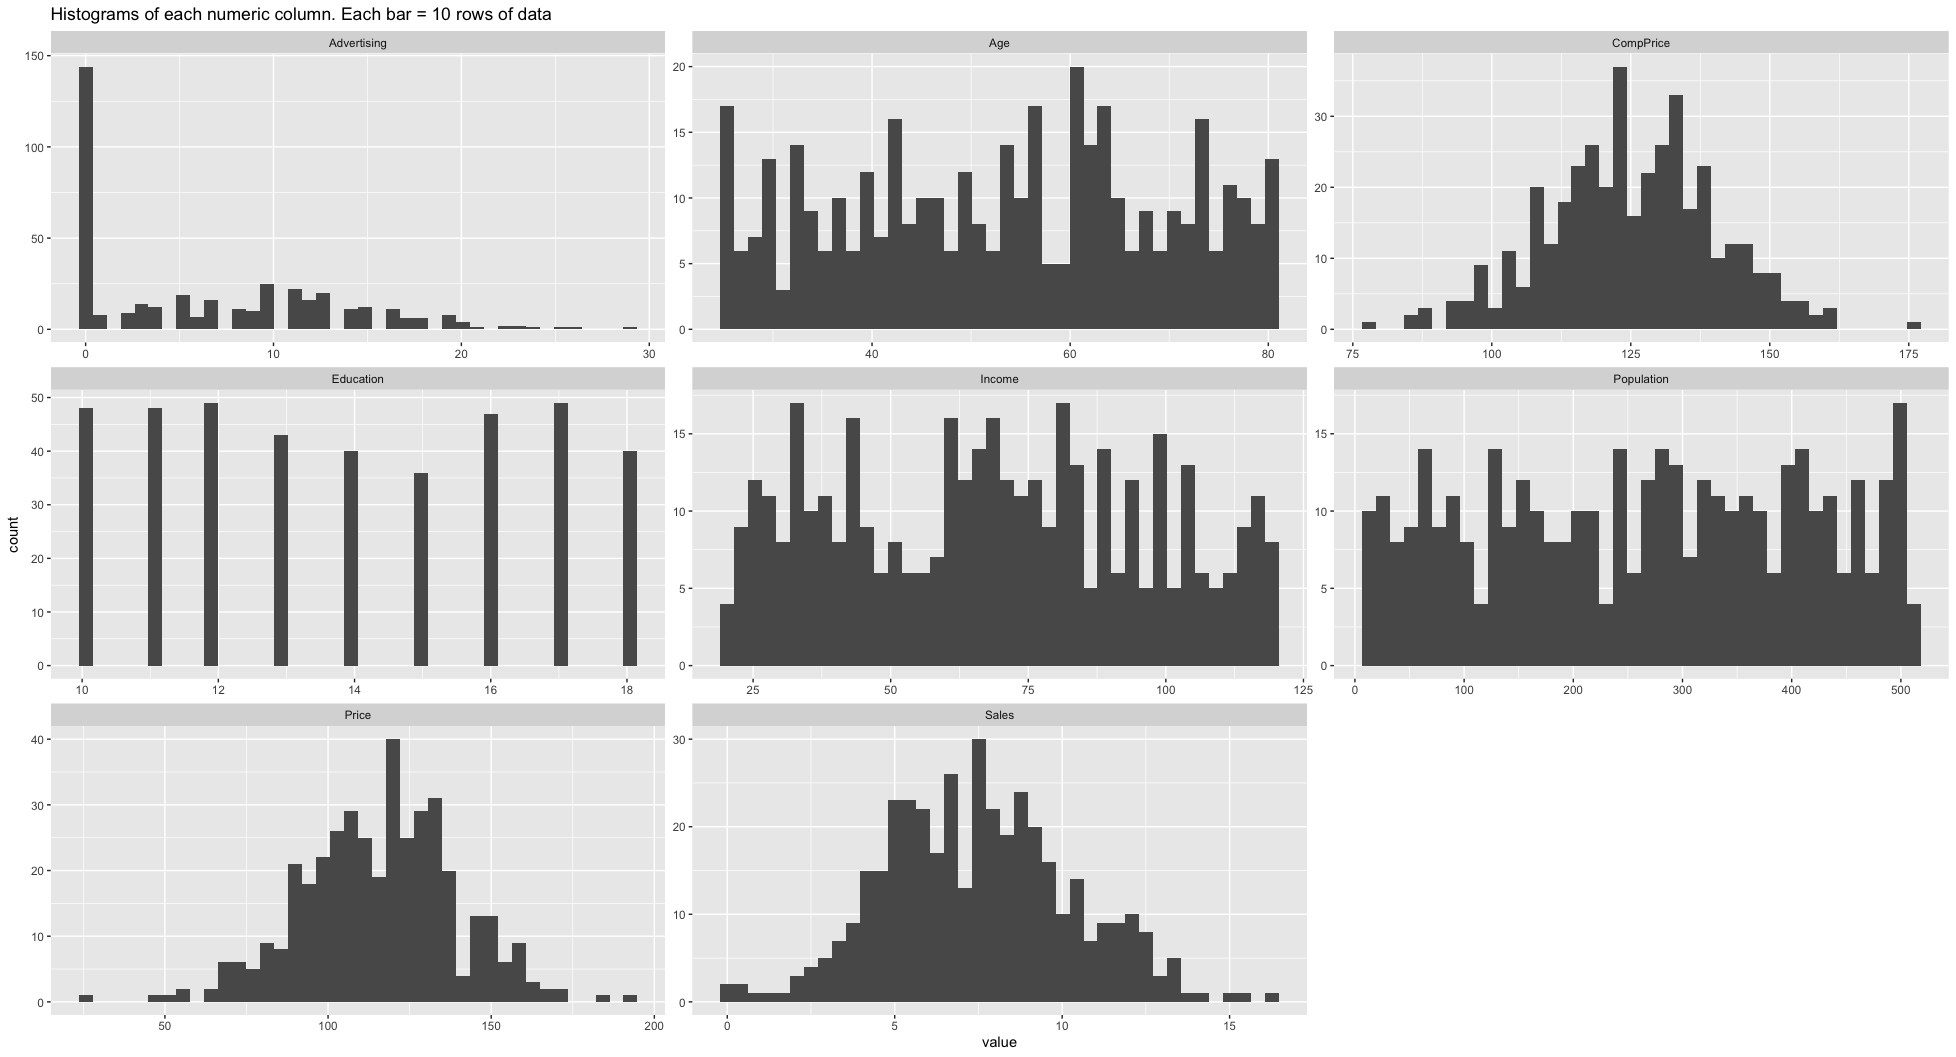 Histograms of each numeric column. Each bar = 10 rows of data
Advertising
150
100
50
0
0 10 20 30
Age
20
15
10
5
0
40 60 80
CompPrice
30
20
10
0
75 100 125 150 175
count
Education
50
40
30
20
10
0
10 12 14 16 18
Income
15
10
5
0
25 50 75 100 125
Population
15
10
5
0
0 100 200 300 400 500
Price
40
30
20
10
0
50 100 150 200
Sales
30
20
10
0
0 5 10 15
value